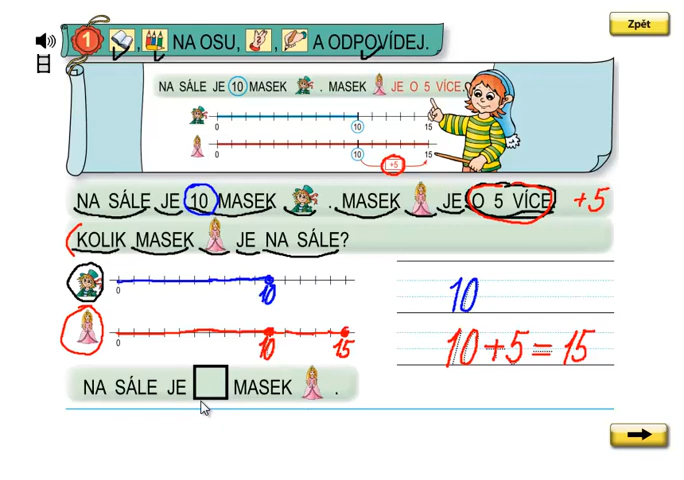 Zpět
1 NA OSU, A ODPOVÍDEJ.
NA SÁLE JE 10 MASEK . MASEK JE O 5 VÍCE.
0 10 15
0 10 15
+5
NA SÁLE JE 10 MASEK . MASEK JE O 5 VÍCE. +5
KOLIK MASEK JE NA SÁLE?
0 10
10
0 10 15
10 + 5 = 15
NA SÁLE JE MASEK .